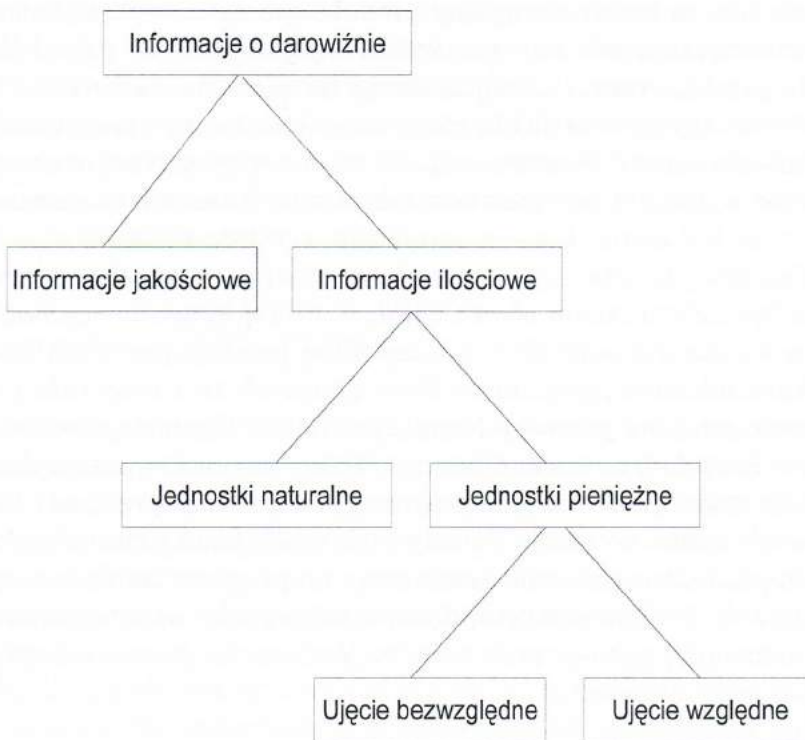 Informacje o darowiźnie
Informacje jakościowe
Informacje ilościowe
Jednostki naturalne
Jednostki pieniężne
Ujęcie bezwzględne
Ujęcie względne